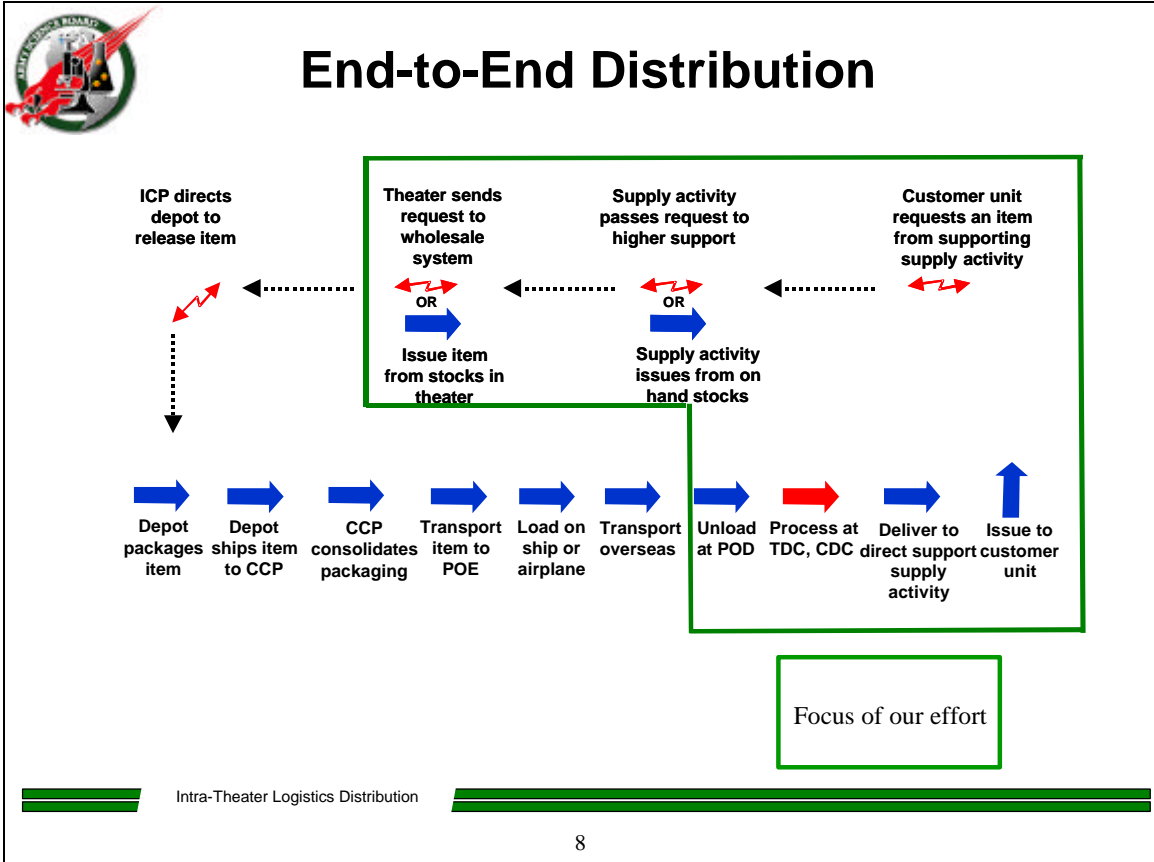 ARMY SCIENCE BOARD
End-to-End Distribution
ICP directs
depot to
release item
Theater sends
request to
wholesale
system
OR
Issue item
from stocks in
theater
Supply activity
passes request to
higher support
OR
Supply activity
issues from on
hand stocks
Customer unit
requests an item
from supporting
supply activity
Depot
packages
item
Depot
ships item
to CCP
CCP
consolidates
packaging
Transport
item to
POE
Load on
ship or
airplane
Transport
overseas
Unload
at POD
Process at
TDC, CDC
Deliver to
direct support
supply
activity
Issue to
customer
unit
Focus of our effort
Intra-Theater Logistics Distribution
8